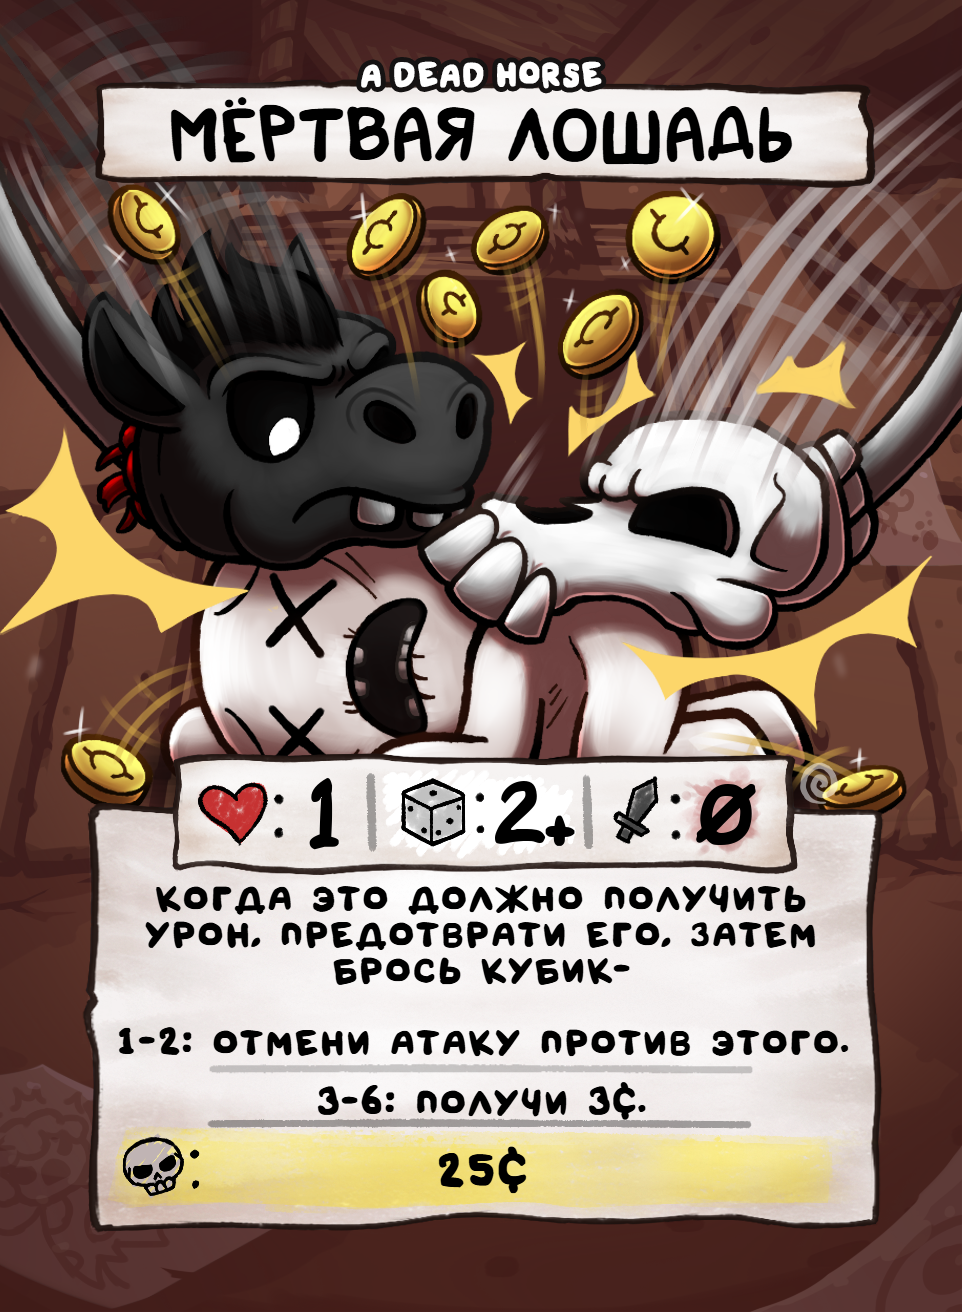 A DEAD HORSE
МЁРТВАЯ ЛОШАДЬ
: 1 : 2+ : 0
КОГДА ЭТО ДОЛЖНО ПОЛУЧИТЬ
УРОН, ПРЕДОТВРАТИ ЕГО, ЗАТЕМ
БРОСЬ КУБИК-
1-2: ОТМЕНИ АТАКУ ПРОТИВ ЭТОГО.
3-6: ПОЛУЧИ 3¢.
: 25¢